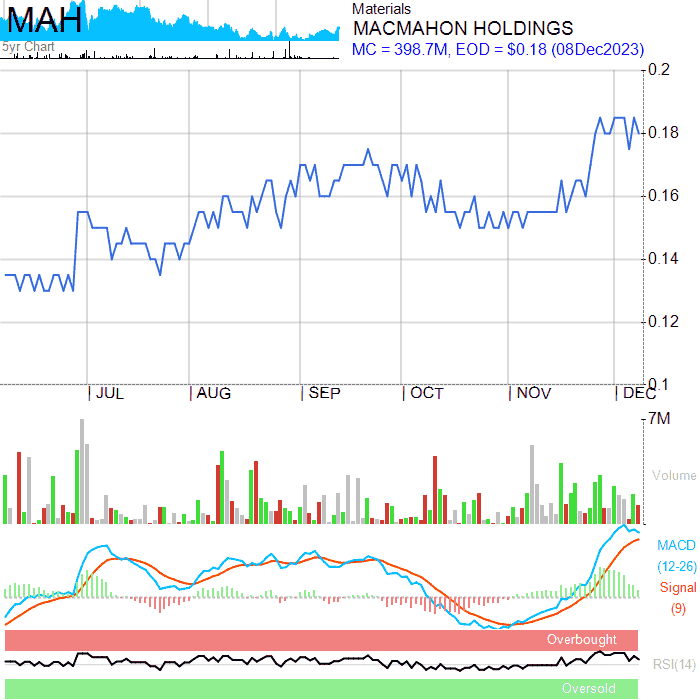 MAH
5yr Chart
Materials
MACMAHON HOLDINGS
MC = 398.7M, EOD = $0.18 (08Dec2023)
0.2
0.18
0.16
0.14
0.12
0.1
JUL AUG SEP OCT NOV DEC
7M
Volume
MACD
(12-26)
Signal
(9)
Overbought
RSI(14)
Oversold